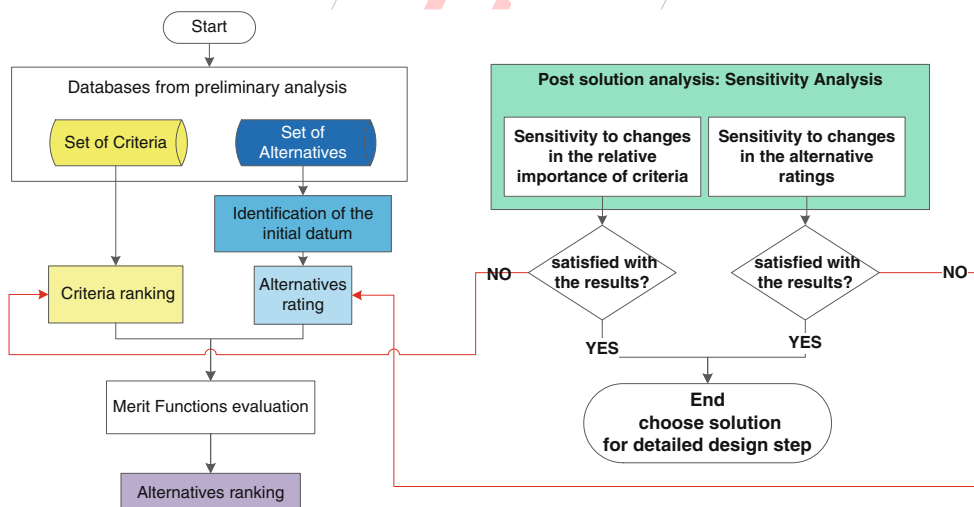 Start
Databases from preliminary analysis
Set of Criteria
Set of
Alternatives
Identification of the
initial datum
Criteria ranking
Alternatives
rating
Merit Functions evaluation
Alternatives ranking
Post solution analysis: Sensitivity Analysis
Sensitivity to changes
in the relative
importance of criteria
Sensitivity to changes
in the alternative
ratings
NO
satisfied with
the results?
satisfied with
the results?
NO
YES
YES
End
choose solution
for detailed design step